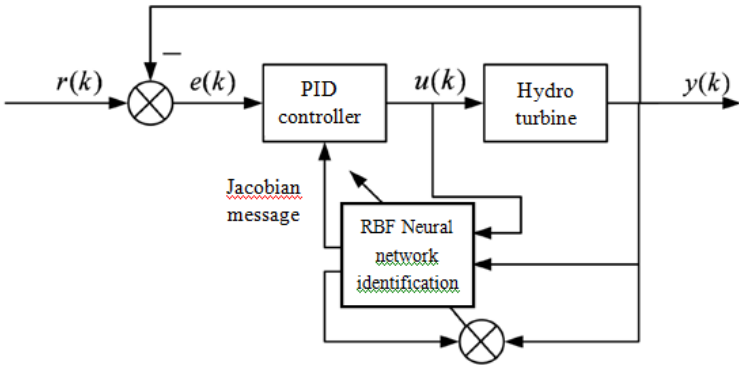 r(k)
e(k)
PID
controller
u(k)
Hydro
turbine
y(k)
Jacobian
message
RBF Neural
network
identification